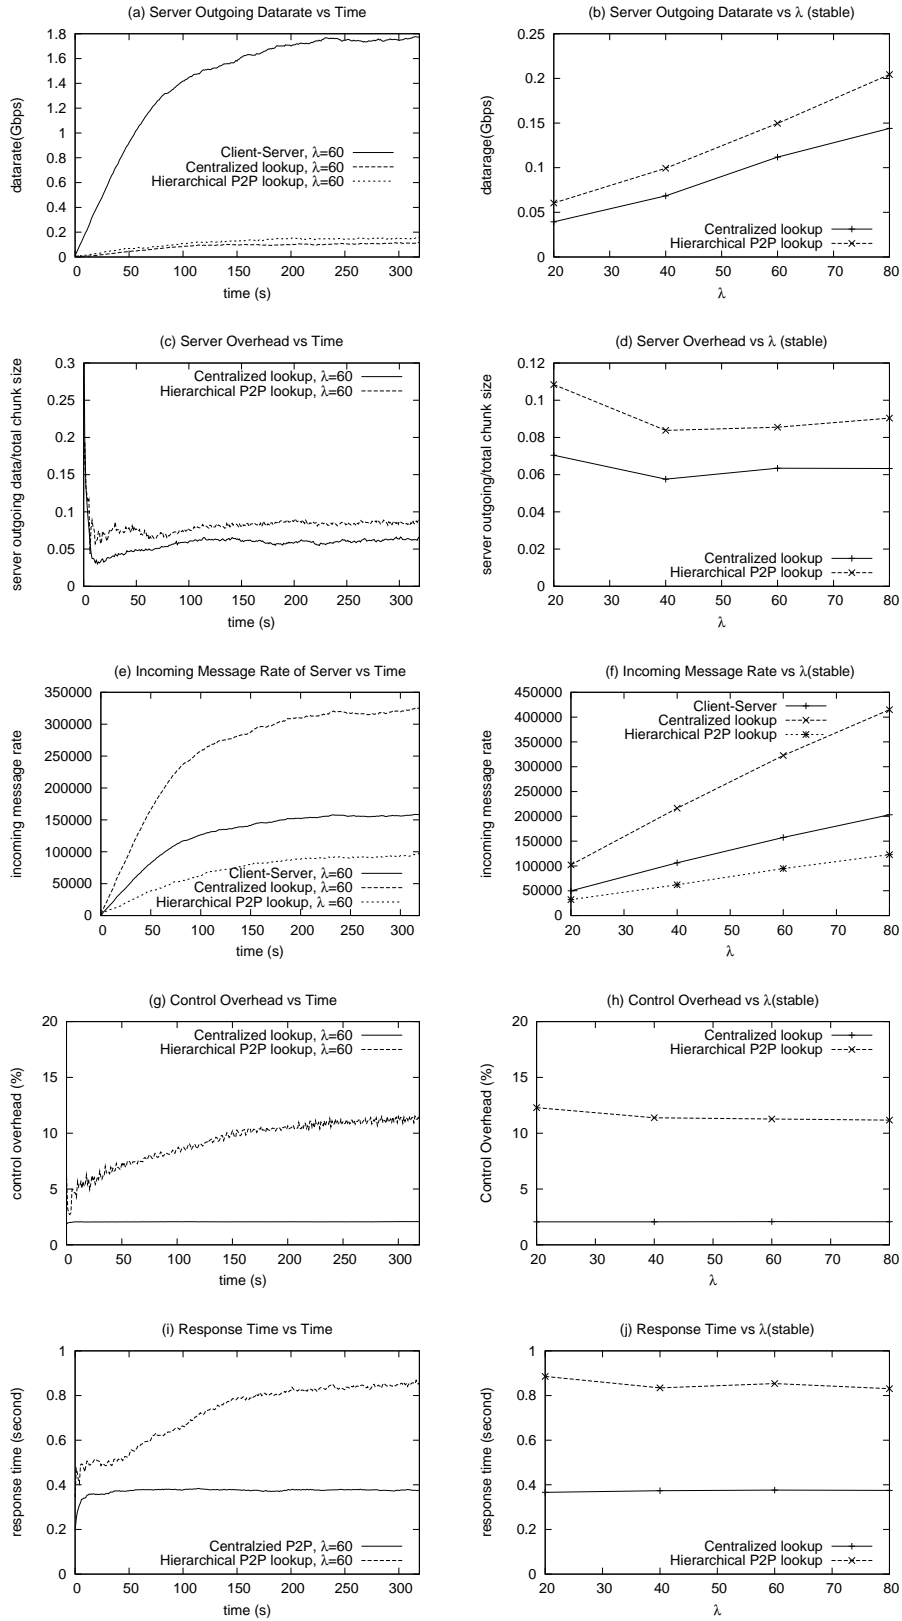 (a) Server Outgoing Datarate vs Time
datarate(Gbps)
1.8
1.6
1.4
1.2
1
0.8
0.6
0.4
0.2
0
Client-Server, λ=60
Centralized lookup, λ=60
Hierarchical P2P lookup, λ=60
0 50 100 150 200 250 300
time (s)
(b) Server Outgoing Datarate vs λ (stable)
datarage(Gbps)
0.25
0.2
0.15
0.1
0.05
0
Centralized lookup
Hierarchical P2P lookup
20 30 40 50 60 70 80
λ
(c) Server Overhead vs Time
server outgoing data/total chunk size
0.3
0.25
0.2
0.15
0.1
0.05
0
Centralized lookup, λ=60
Hierarchical P2P lookup, λ=60
0 50 100 150 200 250 300
time (s)
(d) Server Overhead vs λ (stable)
server outgoing/total chunk size
0.12
0.1
0.08
0.06
0.04
0.02
0
Centralized lookup
Hierarchical P2P lookup
20 30 40 50 60 70 80
λ
(e) Incoming Message Rate of Server vs Time
incoming message rate
350000
300000
250000
200000
150000
100000
50000
0
Client-Server, λ=60
Centralized lookup, λ=60
Hierarchical P2P lookup, λ=60
0 50 100 150 200 250 300
time (s)
(f) Incoming Message Rate vs λ(stable)
incoming message rate
450000
400000
350000
300000
250000
200000
150000
100000
50000
0
Client-Server
Centralized lookup
Hierarchical P2P lookup
20 30 40 50 60 70 80
λ
(g) Control Overhead vs Time
control overhead (%)
20
15
10
5
0
Centralized lookup, λ=60
Hierarchical P2P lookup, λ=60
0 50 100 150 200 250 300
time (s)
(h) Control Overhead vs λ(stable)
Control Overhead (%)
20
15
10
5
0
Centralized lookup
Hierarchical P2P lookup
20 30 40 50 60 70 80
λ
(i) Response Time vs Time
response time (second)
1
0.8
0.6
0.4
0.2
0
Centralzied P2P, λ=60
Hierarchical P2P lookup, λ=60
0 50 100 150 200 250 300
time (s)
(j) Response Time vs λ(stable)
response time (second)
1
0.8
0.6
0.4
0.2
0
Centralized lookup
Hierarchical P2P lookup
20 30 40 50 60 70 80
λ